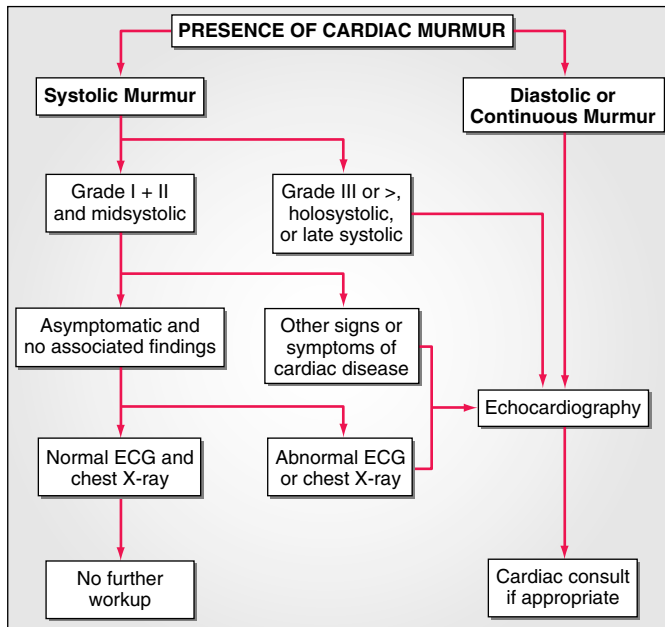 PRESENCE OF CARDIAC MURMUR
Systolic Murmur
Diastolic or
Continuous Murmur
Grade I + II
and midsystolic
Grade III or >,
holosystolic,
or late systolic
Asymptomatic and
no associated findings
Other signs or
symptoms of
cardiac disease
Echocardiography
Normal ECG and
chest X-ray
Abnormal ECG
or chest X-ray
No further
workup
Cardiac consult
if appropriate